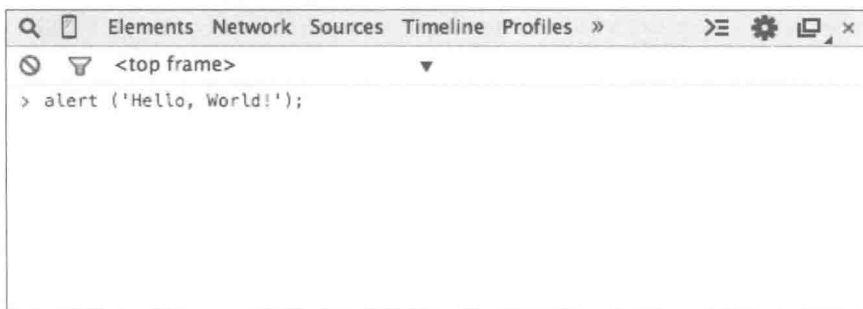 Elements Network Sources Timeline Profiles »
<top frame> ▼
> alert ('Hello, World!');